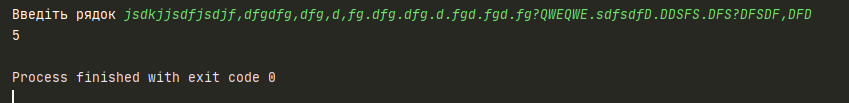 Введіть рядок jsdkjjsdfjsdjf,dfgdfg,dfg,d,fg.dfg.dfg.d.fgd.fgd.fg?QWEQWE.sdfsdfD.DDSFS.DFS?DFSDF,DFD
5
Process finished with exit code 0